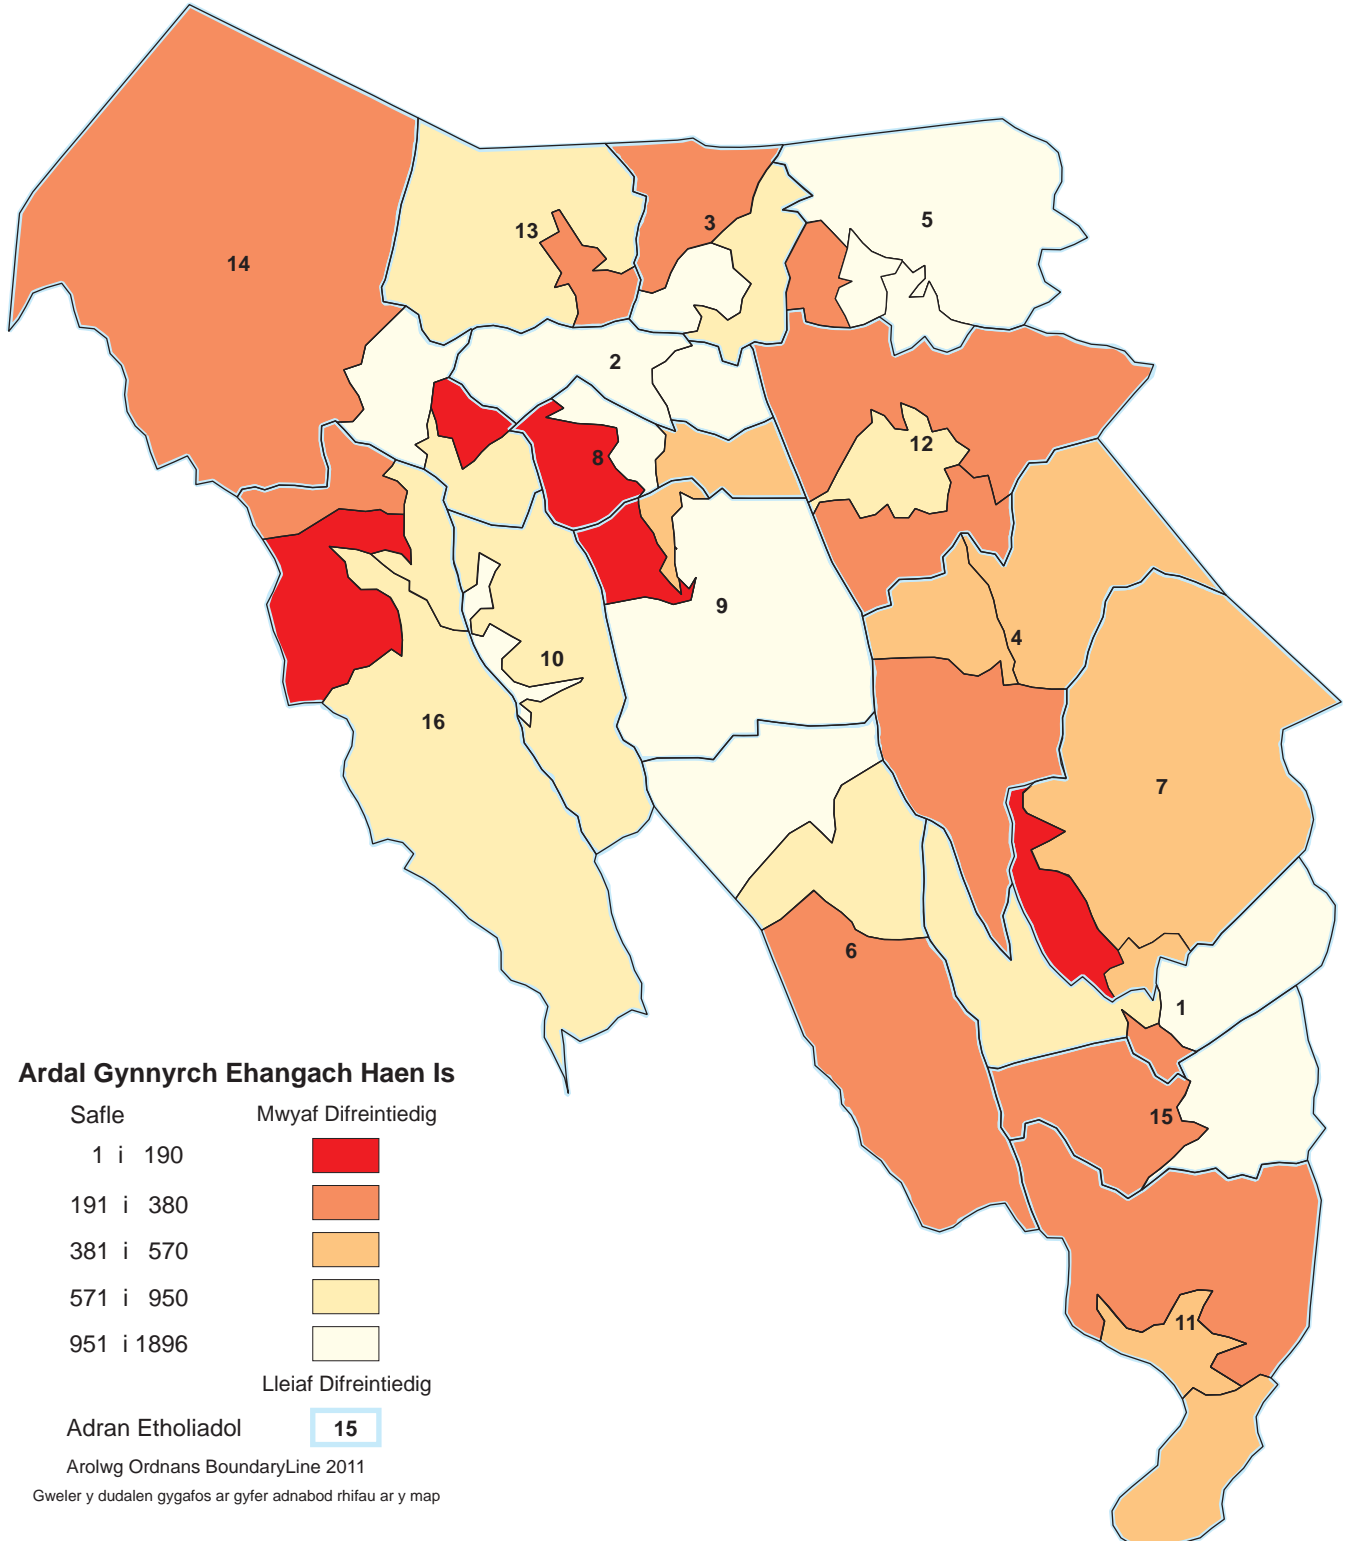 5
3
13
14
2
12
8
9
4
10
16
7
6
1
15
11
Ardal Gynnyrch Ehangach Haen Is
Safle Mwyaf Difreintiedig
1 i 190
191 i 380
381 i 570
571 i 950
951 i 1896
Lleiaf Difreintiedig
Adran Etholiadol 15
Arolwg Ordnans BoundaryLine 2011
Gweler y dudalen gygafos ar gyfer adnabod rhifau ar y map